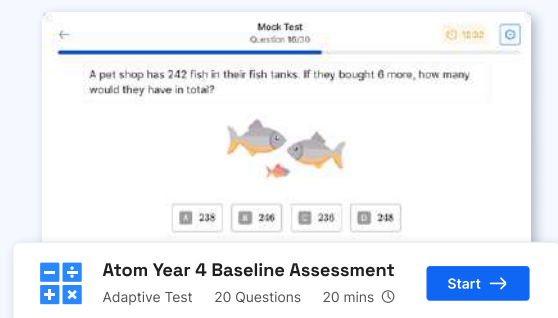 Mock Test
Question 16/30
A pet shop has 242 fish in their fish tanks. If they bought 6 more, how many
would they have in total?
A 238 B 246 C 236 D 248
Atom Year 4 Baseline Assessment
Adaptive Test 20 Questions 20 mins
Start